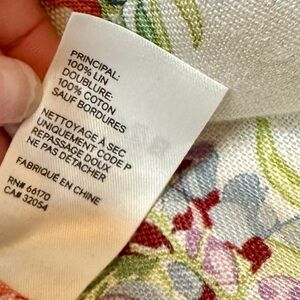 PRINCIPAL:
100% LIN
DOUBLURE:
100% COTON
SAUF BORDURES
NETTOYAGE À SEC
UNIQUEMENT CODE P
REPASSAGE DOUX
NE PAS DÉTACHER
FABRIQUÉ EN CHINE
RN# 66170
CA# 32054